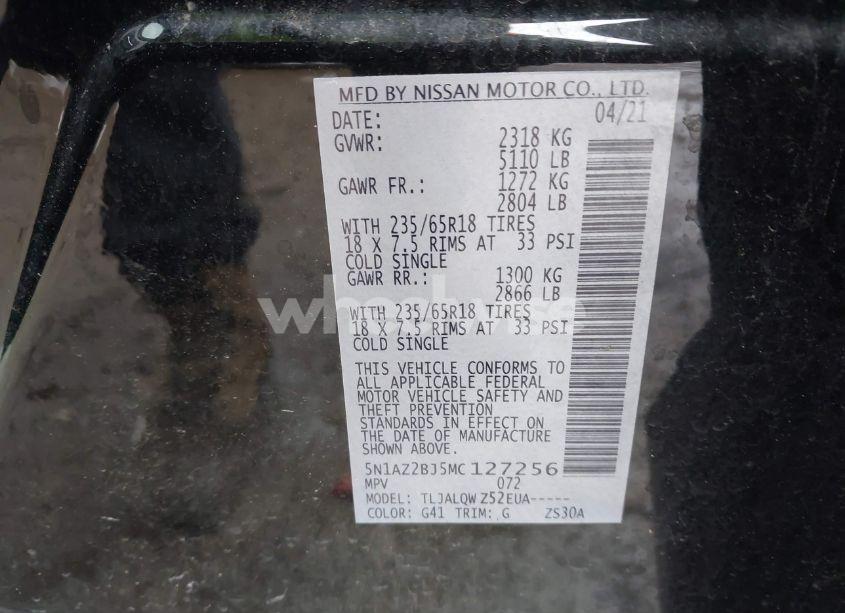 MFD BY NISSAN MOTOR CO., LTD.
DATE: 04/21
GVWR: 2318 KG
5110 LB
GAWR FR.: 1272 KG
2804 LB
WITH 235/65R18 TIRES
18 X 7.5 RIMS AT 33 PSI
COLD SINGLE
GAWR RR.: 1300 KG
2866 LB
wheelwise
WITH 235/65R18 TIRES
18 X 7.5 RIMS AT 33 PSI
COLD SINGLE
THIS VEHICLE CONFORMS TO
ALL APPLICABLE FEDERAL
MOTOR VEHICLE SAFETY AND
THEFT PREVENTION
STANDARDS IN EFFECT ON
THE DATE OF MANUFACTURE
SHOWN ABOVE.
5N1AZ2BJ5MC127256
MPV 072
MODEL: TLJALQW Z52EUA-----
COLOR: G41 TRIM: G ZS30A